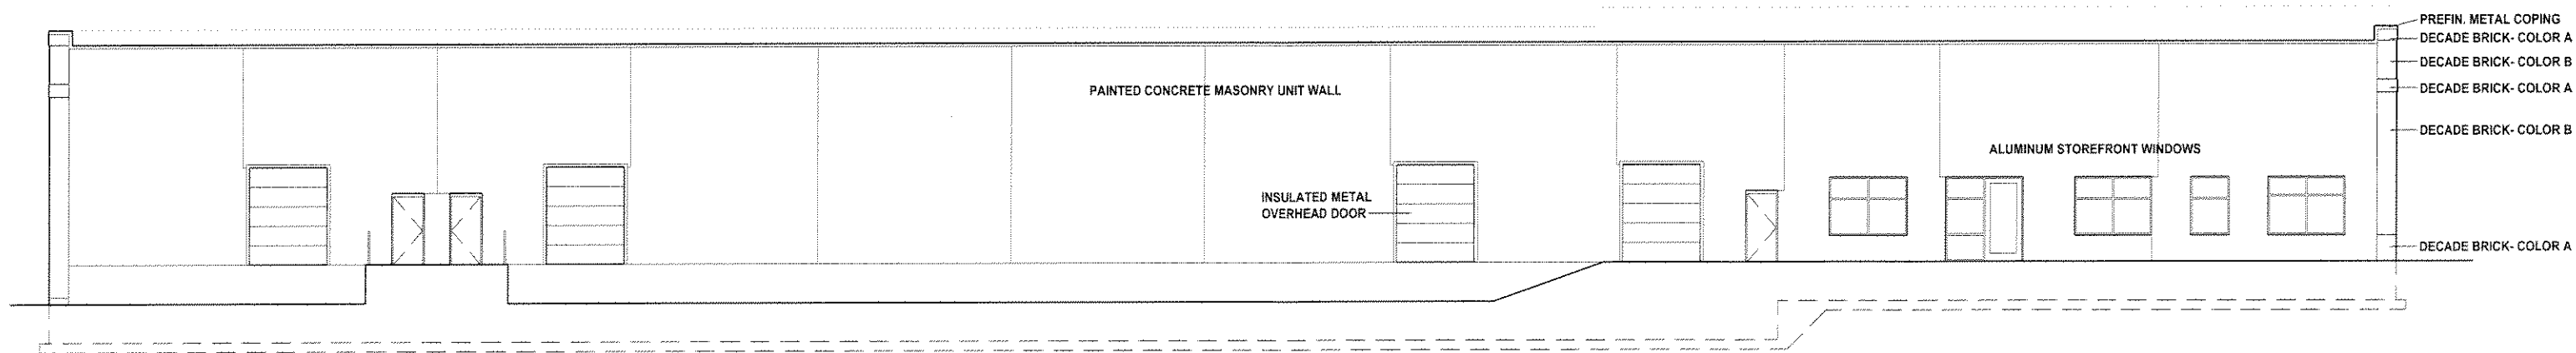 PREFIN. METAL COPING
DECADE BRICK- COLOR A
DECADE BRICK- COLOR B
DECADE BRICK- COLOR A
PAINTED CONCRETE MASONRY UNIT WALL
DECADE BRICK- COLOR B
ALUMINUM STOREFRONT WINDOWS
INSULATED METAL
OVERHEAD DOOR
DECADE BRICK- COLOR A